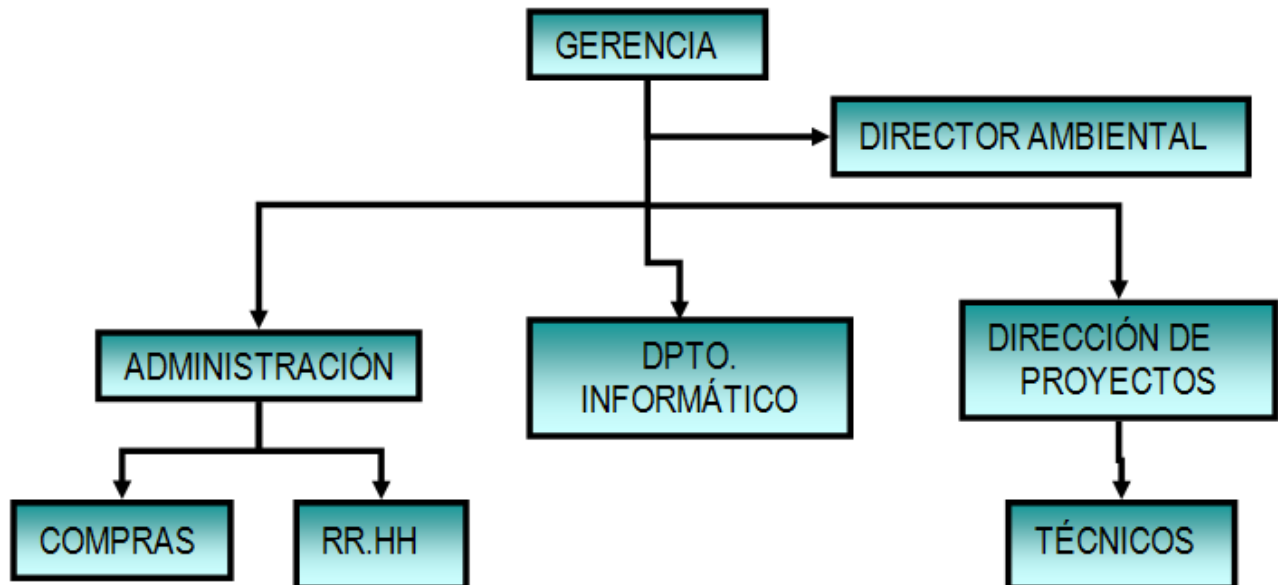 GERENCIA
DIRECTOR AMBIENTAL
ADMINISTRACIÓN
DPTO.
INFORMÁTICO
DIRECCIÓN DE
PROYECTOS
COMPRAS
RR.HH
TÉCNICOS